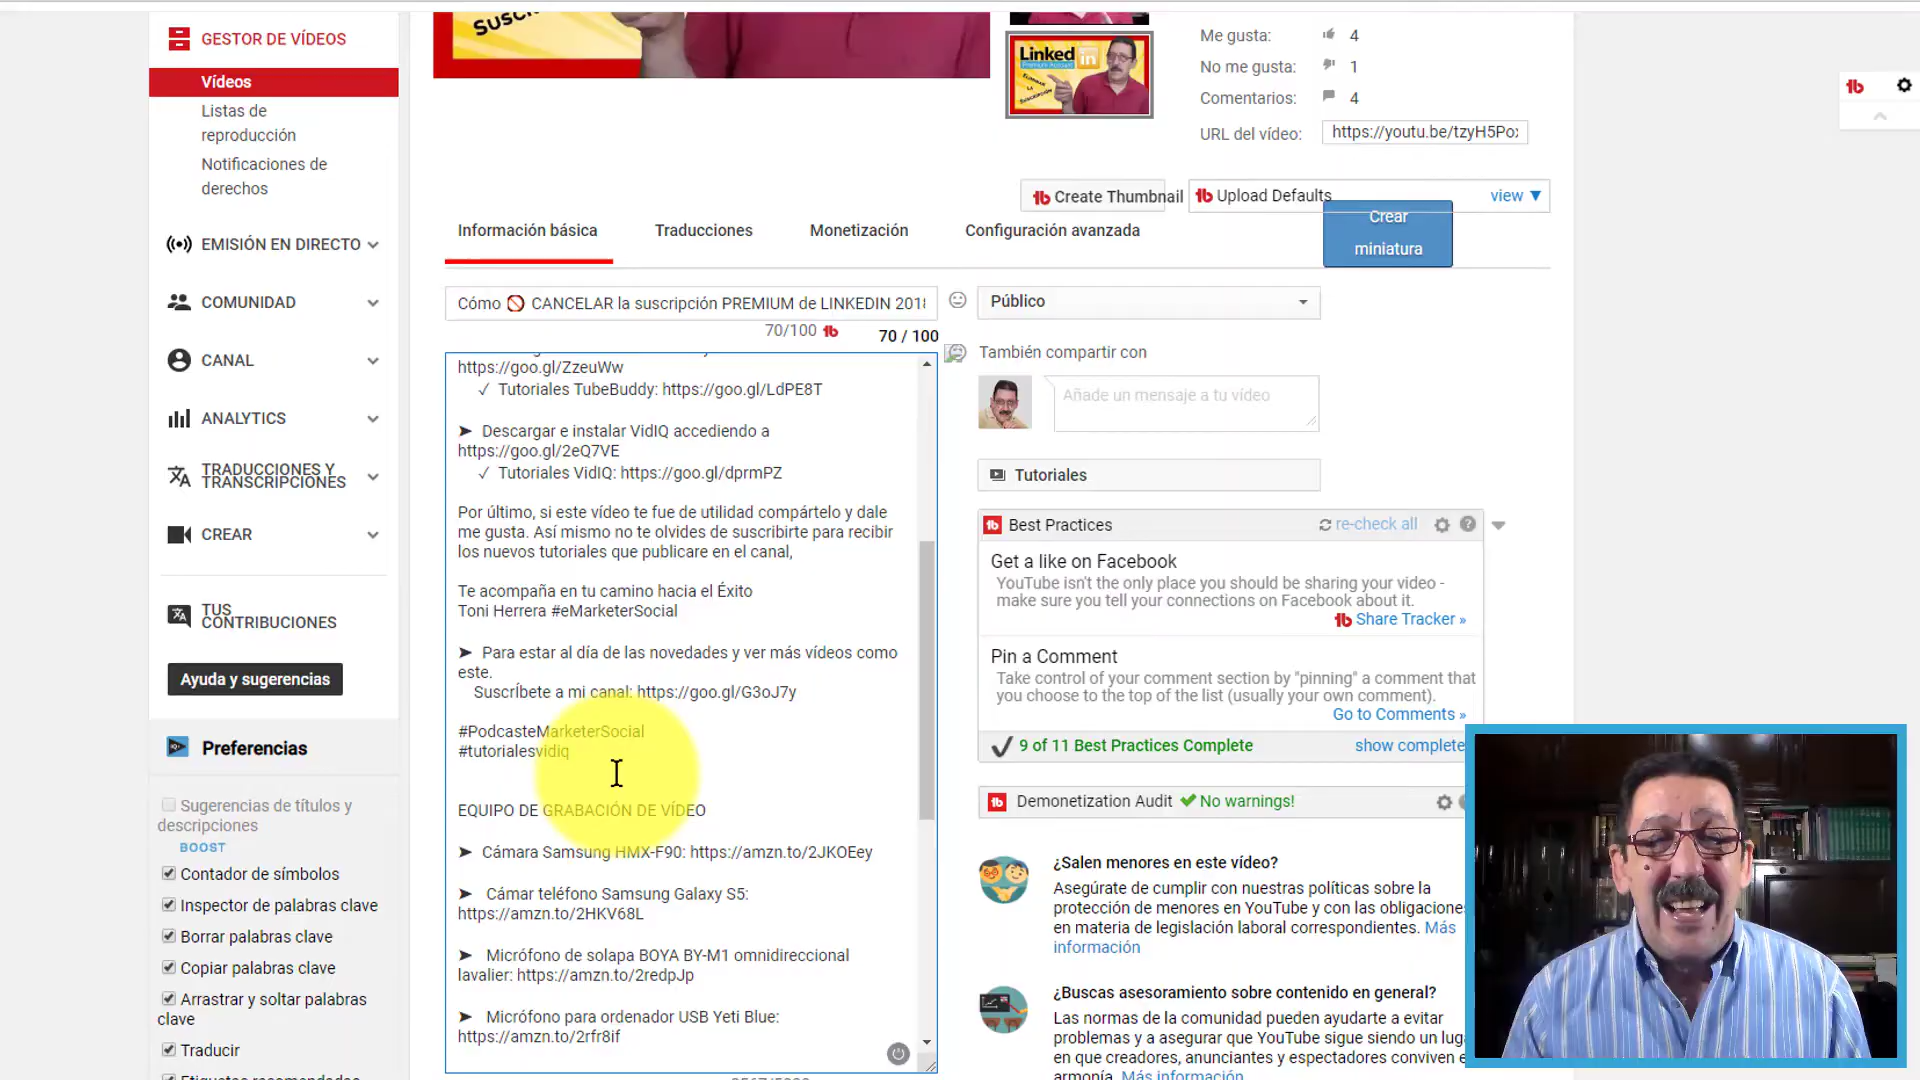 GESTOR DE VÍDEOS
Vídeos
Listas de
reproducción
Notificaciones de
derechos
EMISIÓN EN DIRECTO
COMUNIDAD
CANAL
ANALYTICS
TRADUCCIONES Y
TRANSCRIPCIONES
CREAR
TUS
CONTRIBUCIONES
Ayuda y sugerencias
Preferencias
Sugerencias de títulos y
descripciones
BOOST
Contador de símbolos
Inspector de palabras clave
Borrar palabras clave
Copiar palabras clave
Arrastrar y soltar palabras
clave
Traducir
Linked in
Me gusta: 4
No me gusta: 1
Comentarios: 4
URL del vídeo: https://youtu.be/tzyH5Po
Create Thumbnail
Upload Defaults
view ▼
Crear
miniatura
Información básica
Traducciones
Monetización
Configuración avanzada
Cómo 🚫 CANCELAR la suscripción PREMIUM de LINKEDIN 201
70/100
70 / 100
https://goo.gl/ZzeuWw
✓ Tutoriales TubeBuddy: https://goo.gl/LdPE8T
➤ Descargar e instalar VidIQ accediendo a
https://goo.gl/2eQ7VE
✓ Tutoriales VidIQ: https://goo.gl/dprmPZ
Por último, si este vídeo te fue de utilidad compártelo y dale
me gusta. Así mismo no te olvides de suscribirte para recibir
los nuevos tutoriales que publicare en el canal,
Te acompaña en tu camino hacia el Éxito
Toni Herrera #eMarketerSocial
➤ Para estar al día de las novedades y ver más vídeos como
este.
Suscríbete a mi canal: https://goo.gl/G3oJ7y
#PodcasteMarketerSocial
#tutorialesvidiq
EQUIPO DE GRABACIÓN DE VÍDEO
➤ Cámara Samsung HMX-F90: https://amzn.to/2JKOEey
➤ Cámar teléfono Samsung Galaxy S5:
https://amzn.to/2HKV68L
➤ Micrófono de solapa BOYA BY-M1 omnidireccional
lavalier: https://amzn.to/2redpJp
➤ Micrófono para ordenador USB Yeti Blue:
https://amzn.to/2rfr8if
Público
También compartir con
Añade un mensaje a tu vídeo
Tutoriales
Best Practices
re-check all
Get a like on Facebook
YouTube isn't the only place you should be sharing your video -
make sure you tell your connections on Facebook about it.
Share Tracker »
Pin a Comment
Take control of your comment section by "pinning" a comment that
you choose to the top of the list (usually your own comment).
Go to Comments »
9 of 11 Best Practices Complete
show complete
Demonetization Audit
No warnings!
¿Salen menores en este vídeo?
Asegúrate de cumplir con nuestras políticas sobre la
protección de menores en YouTube y con las obligaciones
en materia de legislación laboral correspondientes. Más
información
¿Buscas asesoramiento sobre contenido en general?
Las normas de la comunidad pueden ayudarte a evitar
problemas y a asegurar que YouTube sigue siendo un lug
en que creadores, anunciantes y espectadores conviven e
armonía. Más información